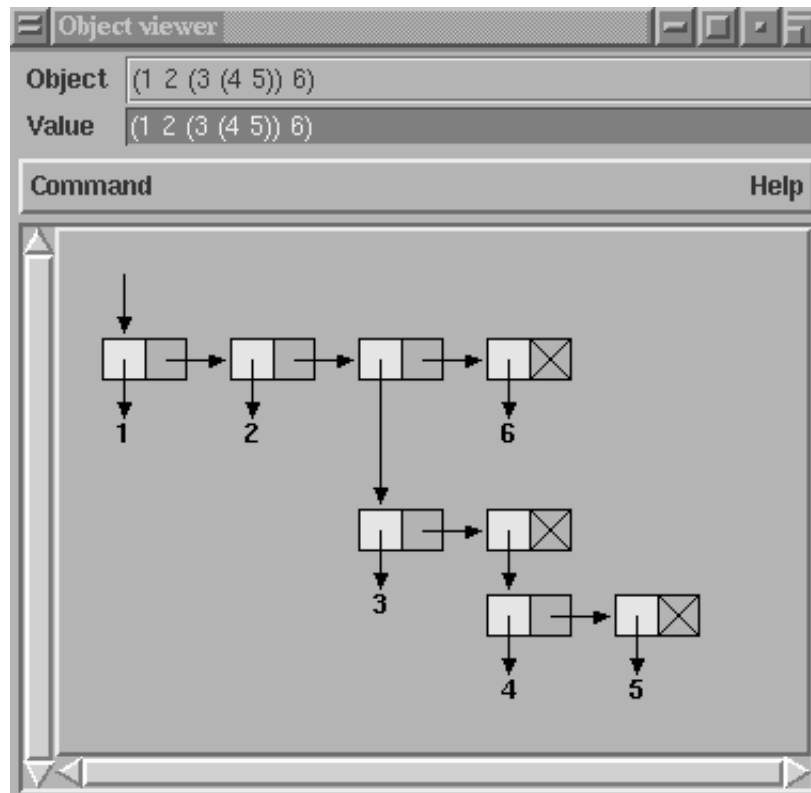 Object viewer
Object (1 2 (3 (4 5)) 6)
Value (1 2 (3 (4 5)) 6)
Command Help
1 2 6
3
4 5